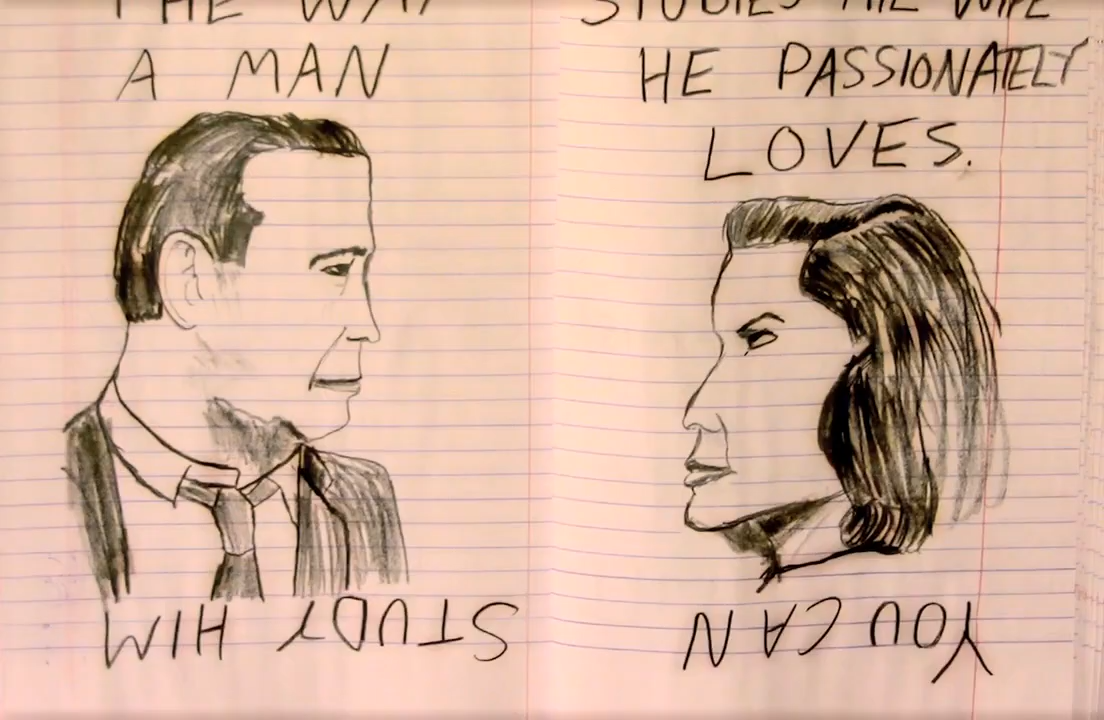 THE WAY
A MAN
STUDIES THE WIFE
HE PASSIONATELY
LOVES.
YOU CAN
STUDY HIM